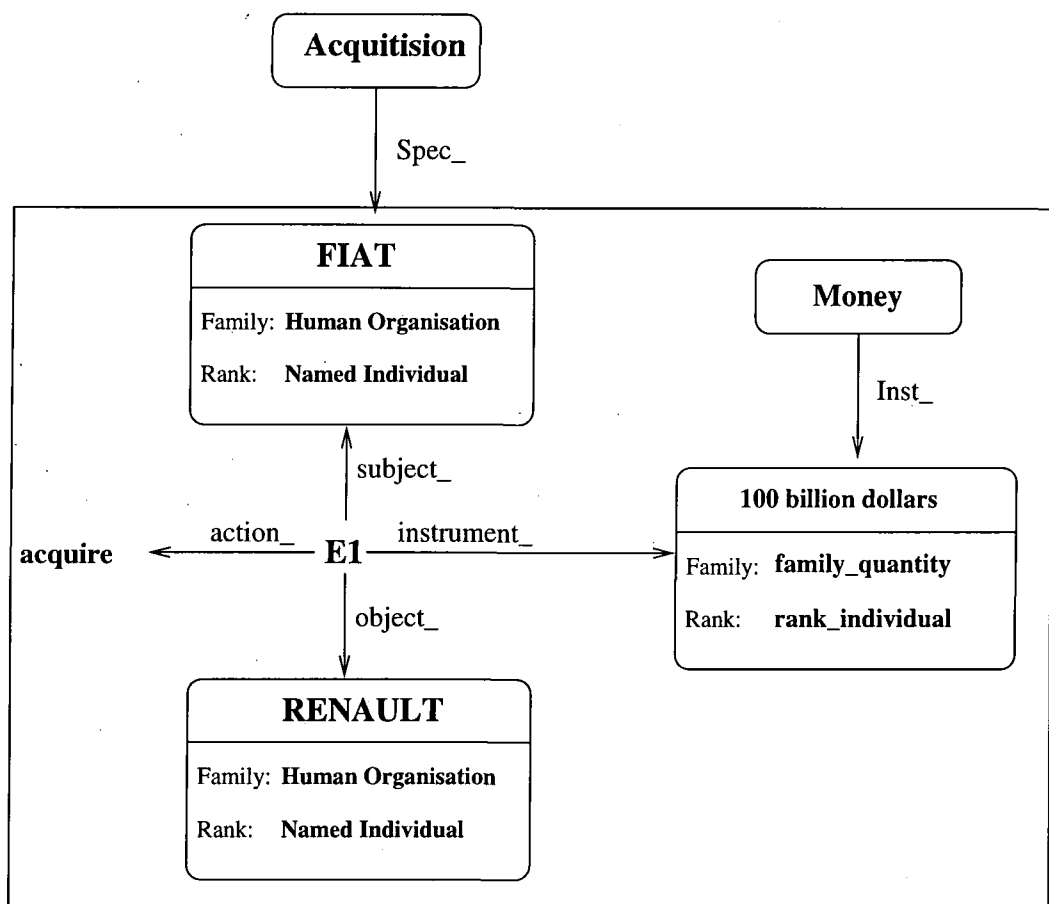 Acquitision
Spec_
FIAT
Family: Human Organisation
Rank: Named Individual
Money
Inst_
subject_
100 billion dollars
Family: family_quantity
Rank: rank_individual
acquire
action_
E1
instrument_
object_
RENAULT
Family: Human Organisation
Rank: Named Individual